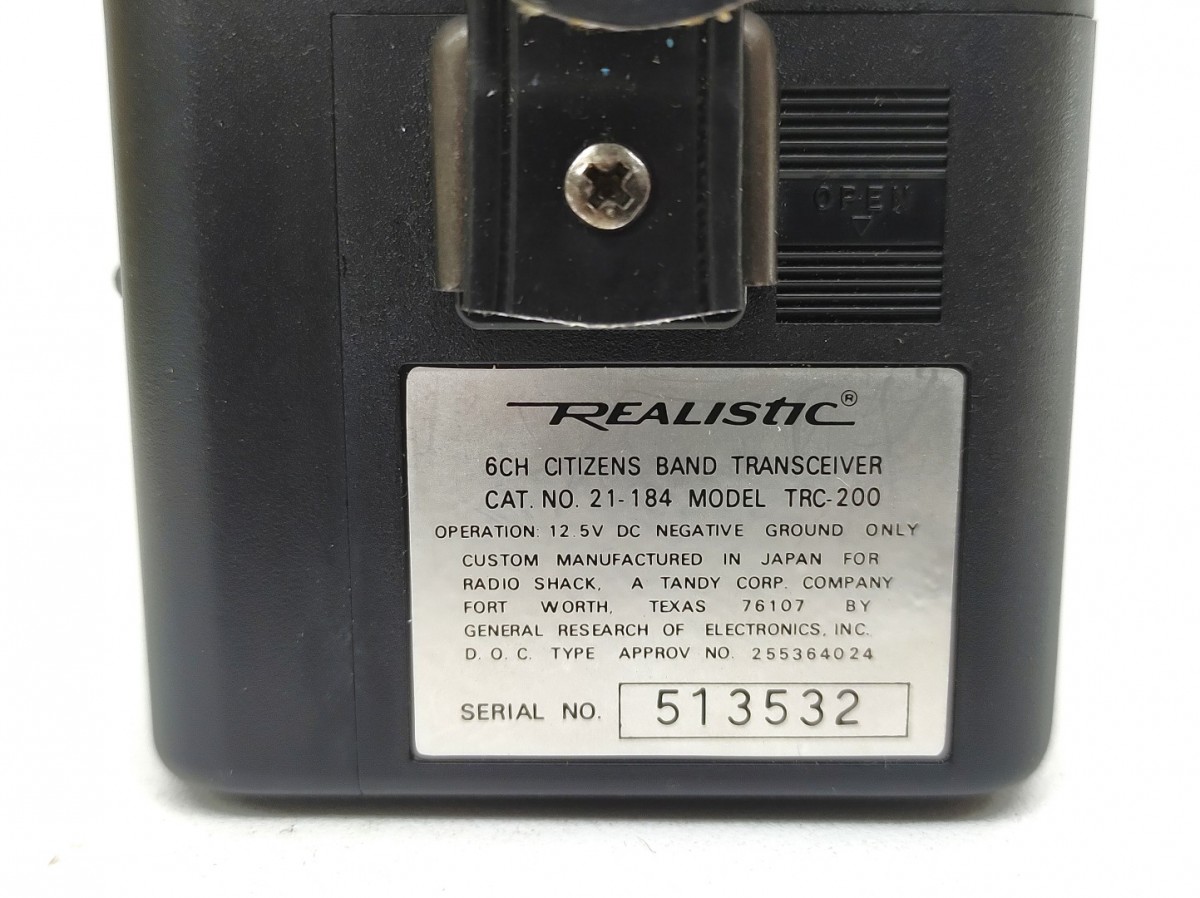 OPEN
REALISTIC®
6CH CITIZENS BAND TRANSCEIVER
CAT. NO. 21-184 MODEL TRC-200
OPERATION: 12.5V DC NEGATIVE GROUND ONLY
CUSTOM MANUFACTURED IN JAPAN FOR
RADIO SHACK, A TANDY CORP. COMPANY
FORT WORTH, TEXAS 76107 BY
GENERAL RESEARCH OF ELECTRONICS, INC.
D. O. C. TYPE APPROV NO. 255364024
SERIAL NO. 513532